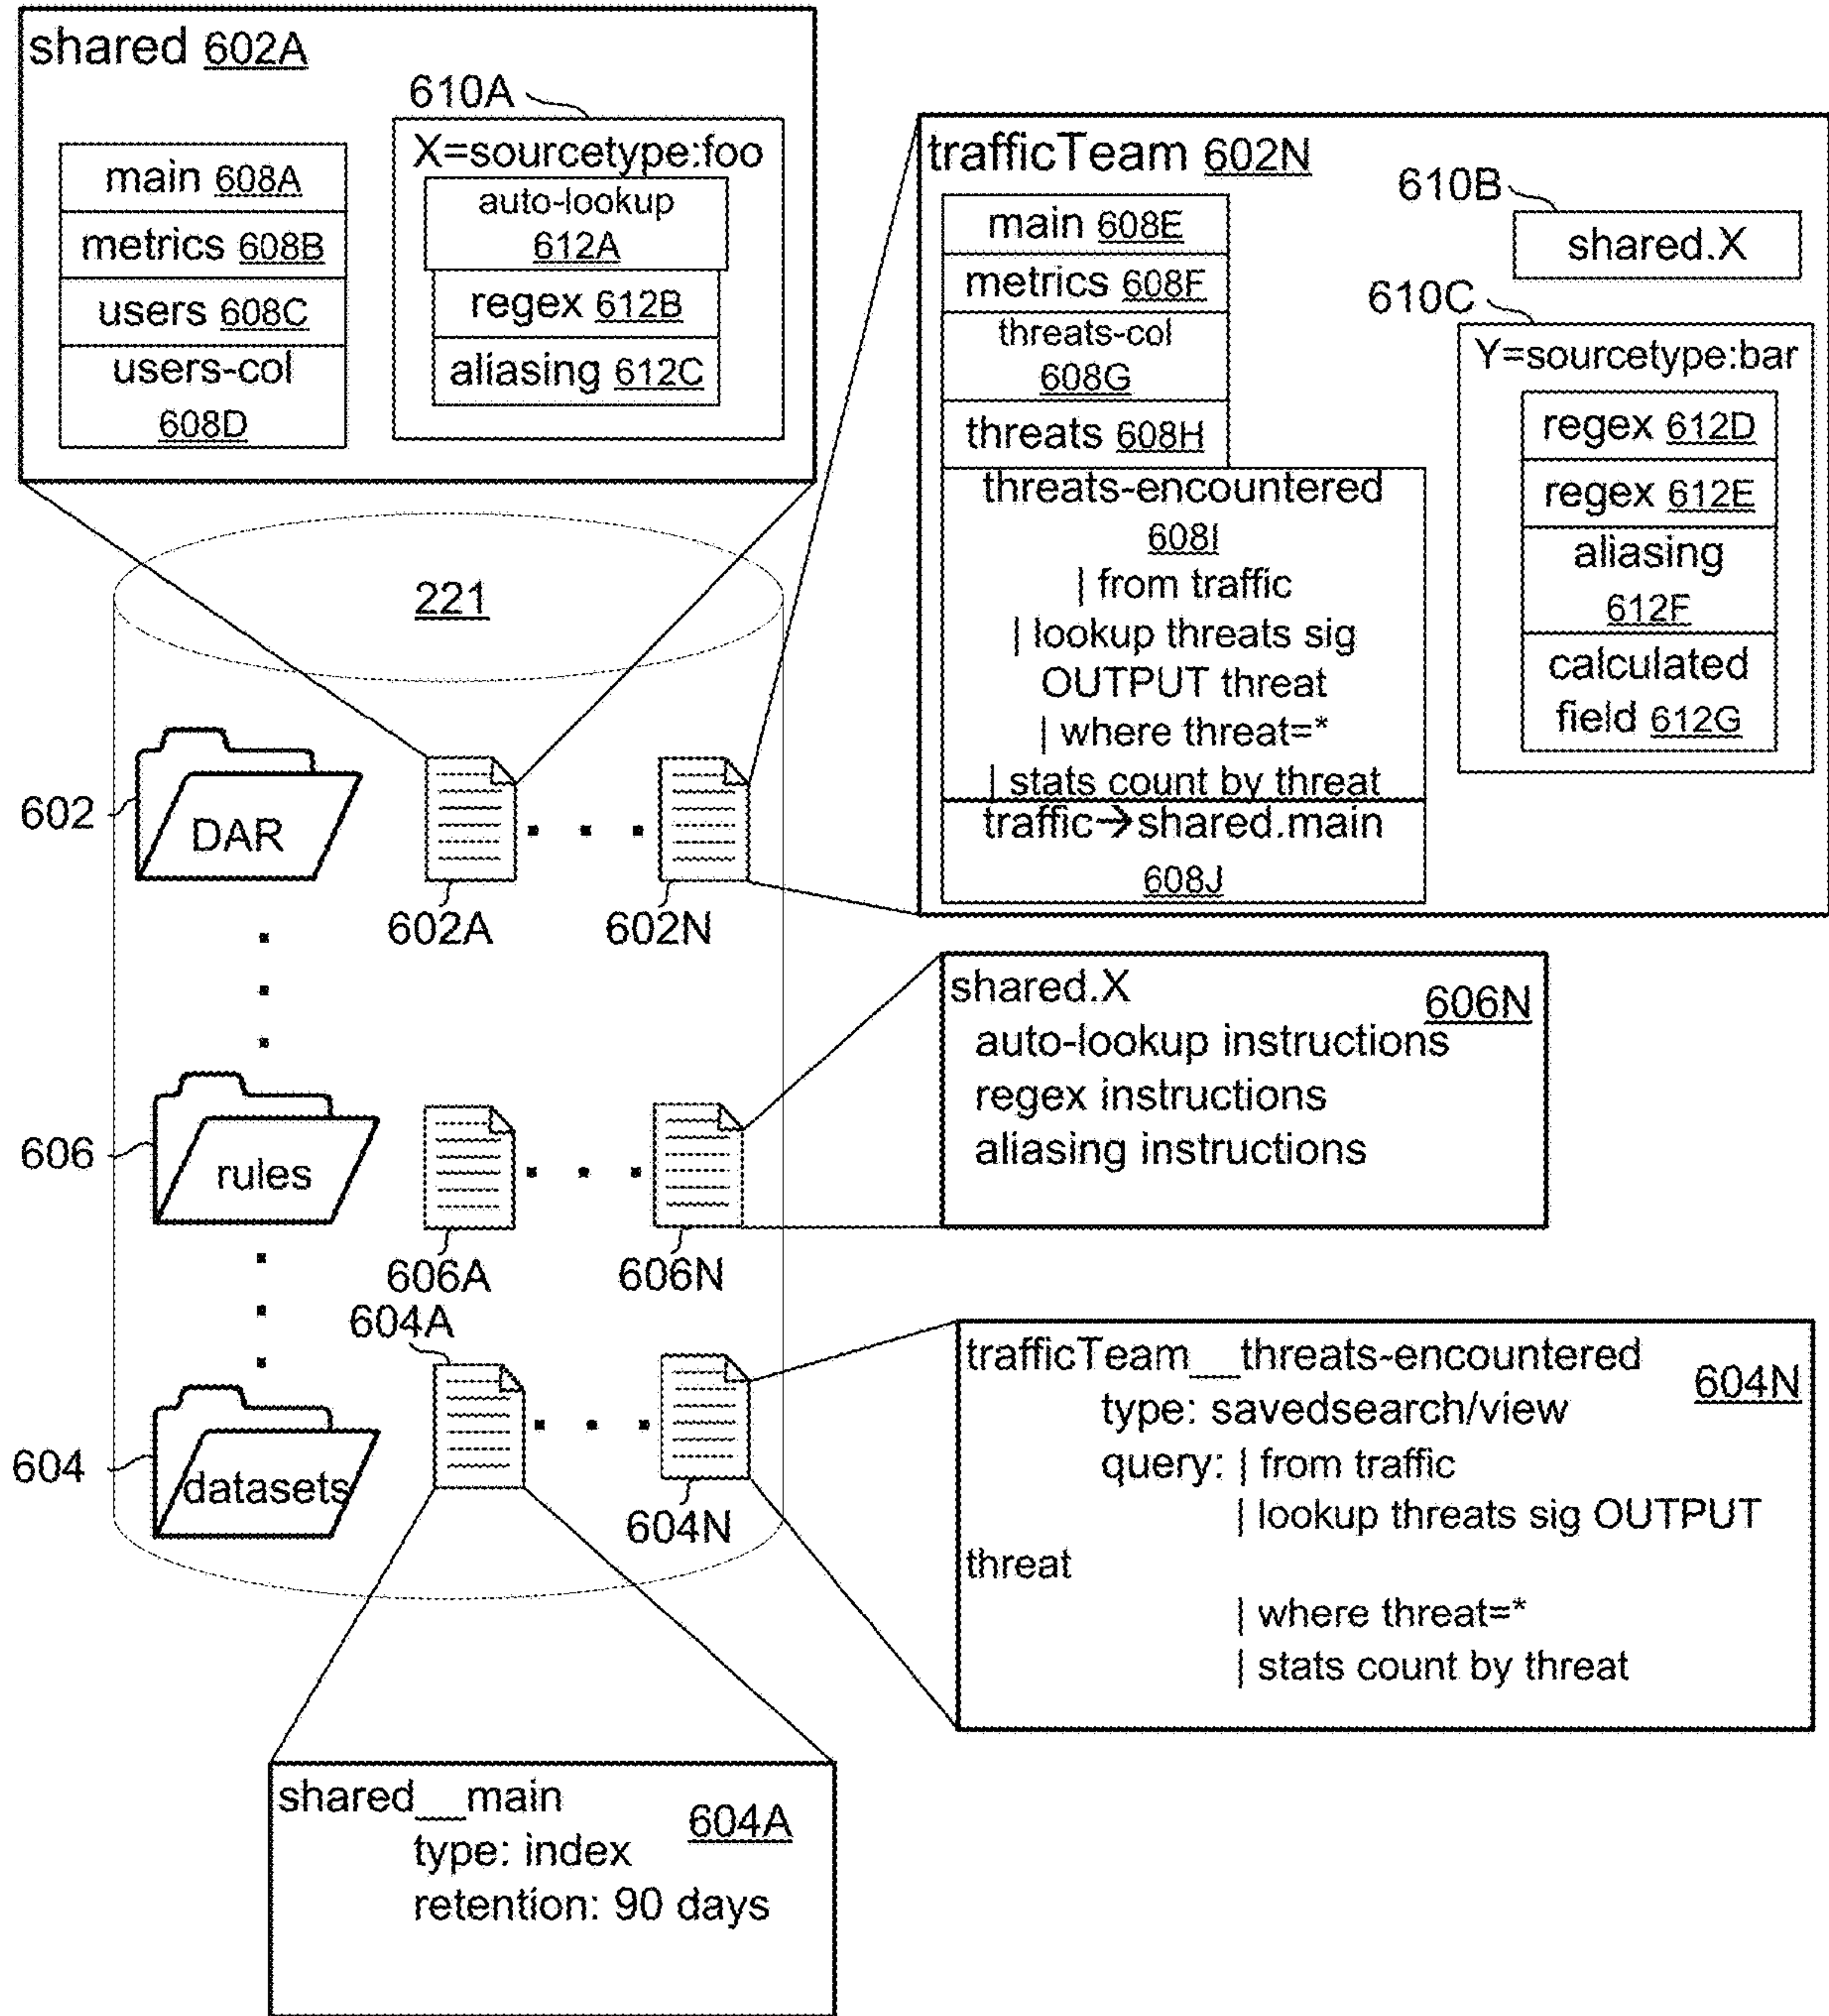 shared 602A
610A
main 608A
metrics 608B
users 608C
users-col
608D
X=sourcetype:foo
auto-lookup
612A
regex 612B
aliasing 612C
trafficTeam 602N
main 608E
metrics 608F
threats-col
608G
threats 608H
threats-encountered
608I
| from traffic
| lookup threats sig
OUTPUT threat
| where threat=*
| stats count by threat
traffic→shared.main
608J
610B
shared.X
610C
Y=sourcetype:bar
regex 612D
regex 612E
aliasing
612F
calculated
field 612G
221
602
DAR
602A
602N
606
rules
606A
606N
shared.X
606N
auto-lookup instructions
regex instructions
aliasing instructions
604
datasets
604A
604N
trafficTeam__threats-encountered
604N
type: savedsearch/view
query: | from traffic
| lookup threats sig OUTPUT
threat
| where threat=*
| stats count by threat
shared__main
604A
type: index
retention: 90 days